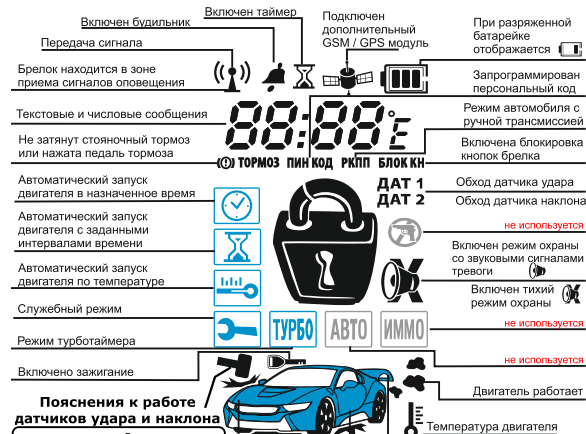 Включен таймер
Включен будильник
Передача сигнала
Брелок находится в зоне
приема сигналов оповещения
Текстовые и числовые сообщения
Не затянут стояночный тормоз
или нажата педаль тормоза
Автоматический запуск
двигателя в назначенное время
Автоматический запуск
двигателя с заданными
интервалами времени
Автоматический запуск
двигателя по температуре
Служебный режим
Режим турботаймера
Включено зажигание
Пояснения к работе
датчиков удара и наклона
Подключен
дополнительный
GSM / GPS модуль
88:88°E
ТОРМОЗ ПИН КОД РКПП БЛОК КН
ДАТ 1
ДАТ 2
ТУРБО АВТО ИММО
При разряженной
батарейке
отображается
Запрограммирован
персональный код
Режим автомобиля с
ручной трансмиссией
Включена блокировка
кнопок брелка
Обход датчика удара
Обход датчика наклона
не используется
Включен режим охраны
со звуковыми сигналами
тревоги
Включен тихий
режим охраны
не используется
не используется
Двигатель работает
Температура двигателя